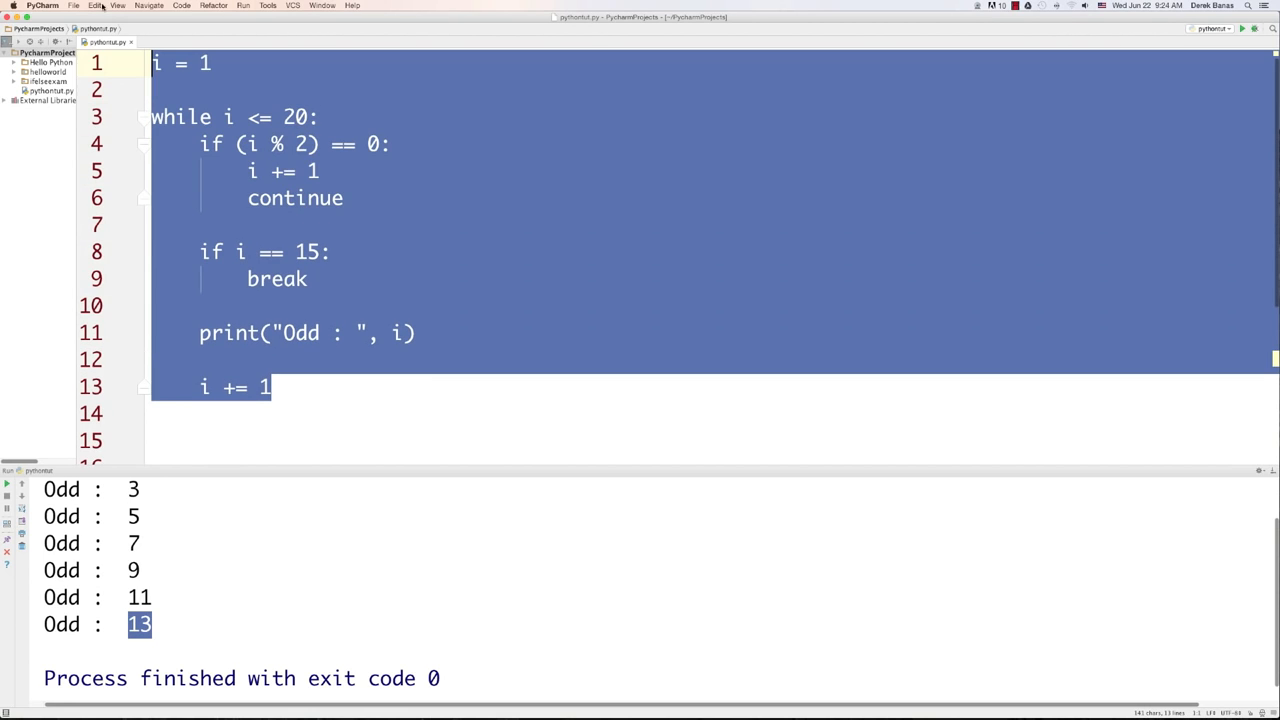 PyCharm File Edit View Navigate Code Refactor Run Tools VCS Window Help 10 Wed Jun 22 9:24 AM Derek Banas
pythontut.py - PycharmProjects - [~/PycharmProjects]
PycharmProjects pythontut.py pythontut
pythontut.py
PycharmProject
Hello Python
helloworld
ifelseexam
pythontut.py
External Librarie
1 i = 1
2
3 while i <= 20:
4 if (i % 2) == 0:
5 i += 1
6 continue
7
8 if i == 15:
9 break
10
11 print("Odd : ", i)
12
13 i += 1
14
15
Run pythontut
Odd : 3
Odd : 5
Odd : 7
Odd : 9
Odd : 11
Odd : 13
Process finished with exit code 0
141 chars, 13 lines 1:1 LF÷ UTF-8÷